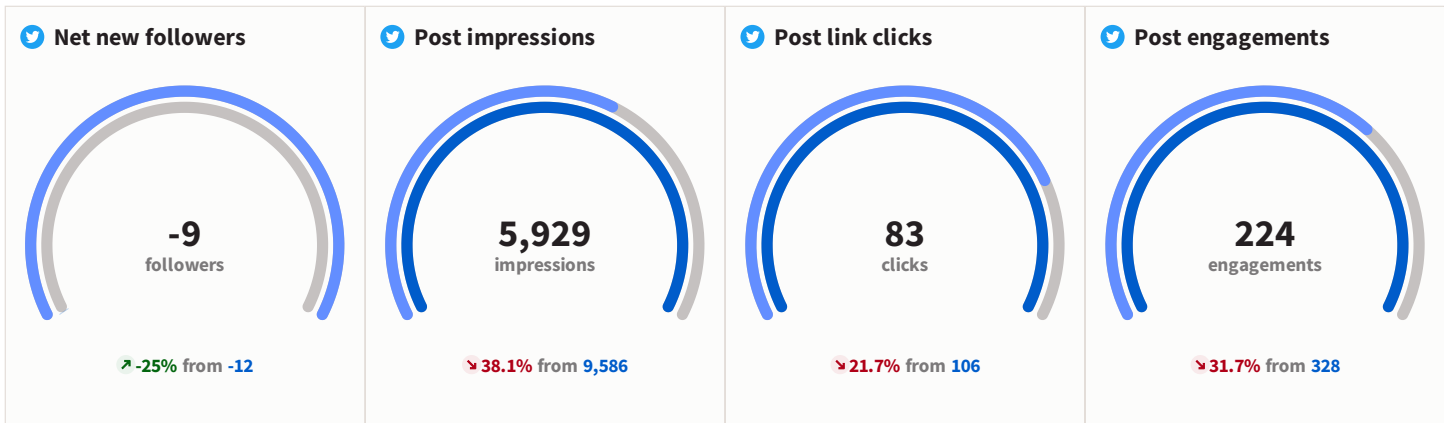 Net new followers
-9
followers
-25% from -12
Post impressions
5,929
impressions
38.1% from 9,586
Post link clicks
83
clicks
21.7% from 106
Post engagements
224
engagements
31.7% from 328